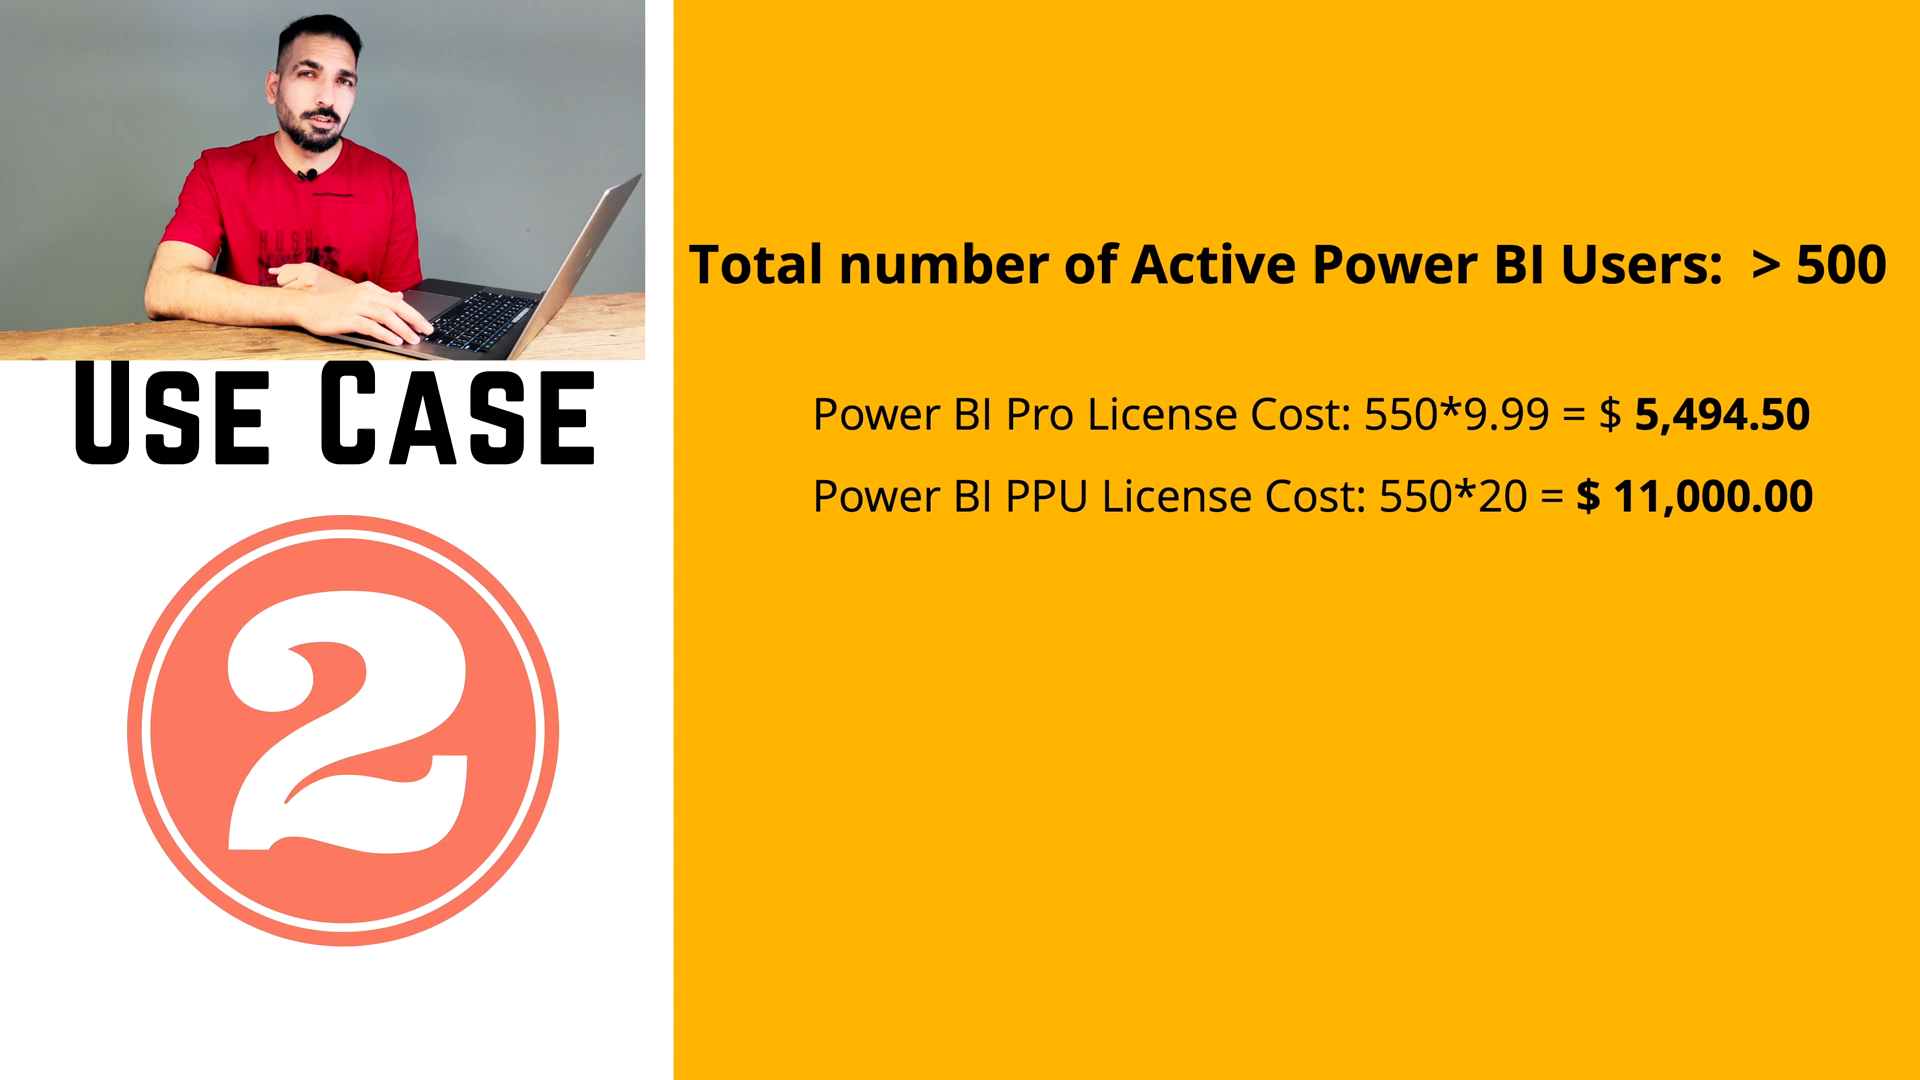 HUSH
USE CASE
2
Total number of Active Power BI Users: > 500
Power BI Pro License Cost: 550*9.99 = $ 5,494.50
Power BI PPU License Cost: 550*20 = $ 11,000.00